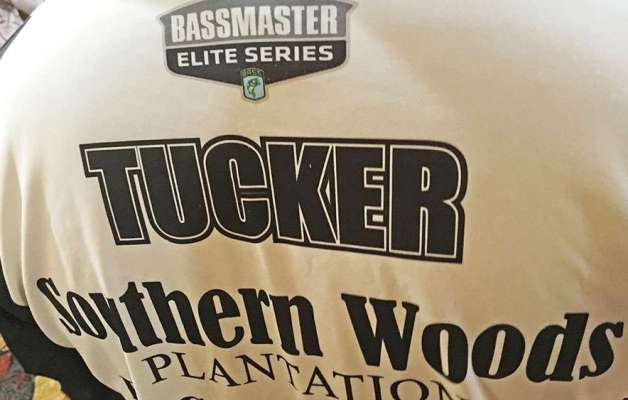 BASSMASTER
ELITE SERIES
TUCKER
Southern Woods
PLANTATION